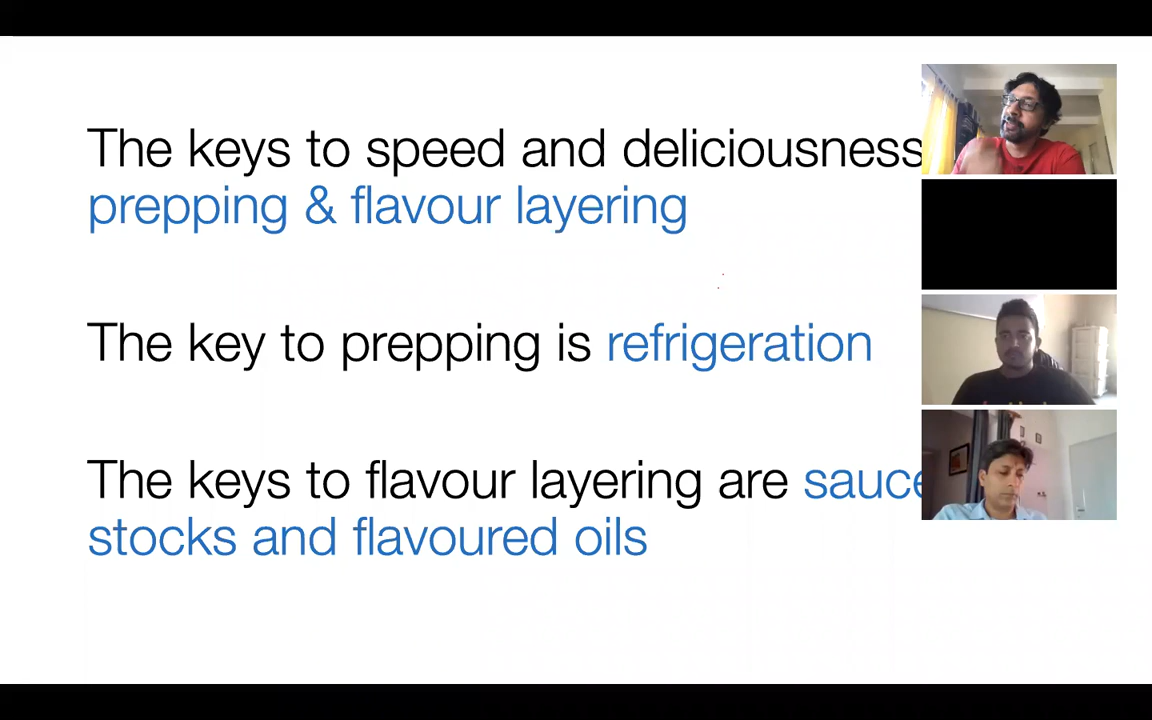 The keys to speed and deliciousness
prepping & flavour layering
The key to prepping is refrigeration
The keys to flavour layering are
stocks and flavoured oils